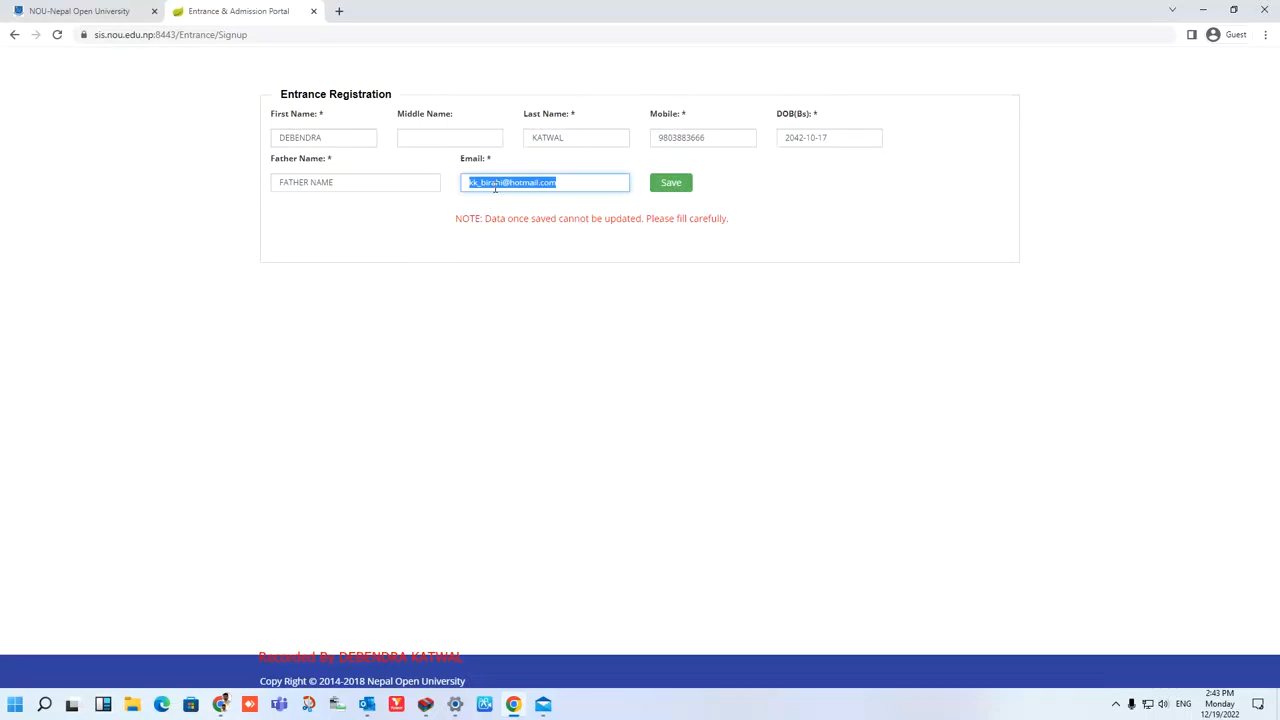 NOU-Nepal Open University
Entrance & Admission Portal
sis.nou.edu.np:8443/Entrance/Signup
Guest
Entrance Registration
First Name: * Middle Name: Last Name: * Mobile: * DOB(Bs): *
DEBENDRA KATWAL 9803883666 2042-10-17
Father Name: * Email: *
FATHER NAME kk_birahi@hotmail.com Save
NOTE: Data once saved cannot be updated. Please fill carefully.
Recorded By DEBENDRA KATWAL
Copy Right © 2014-2018 Nepal Open University
ENG
2:43 PM
Monday
12/19/2022